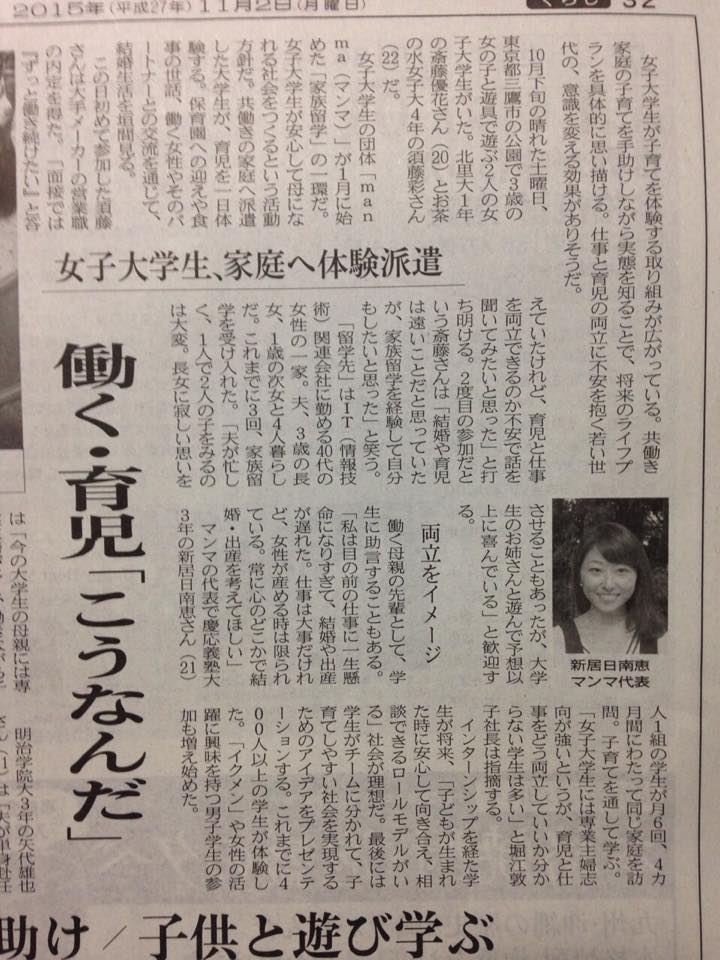 2015年(平成27年)11月2日(月曜日)
くらし 32
女子大学生が子育てを体験する取り組みが広がっている。共働き
家庭の子育てを手助けしながら実態を知ることで、将来のライフプ
ランを具体的に思い描ける。仕事と育児の両立に不安を抱く若い世
代の、意識を変える効果がありそうだ。
10月下旬の晴れた土曜日、
東京都三鷹市の公園で3歳の
女の子と遊具で遊ぶ2人の女
子大学生がいた。北里大1年
の斎藤優花さん(20)とお茶
の水女子大4年の須藤彩さん
(22)だ。
女子大学生の団体「man
ma(マンマ)」が1月に始
めた「家族留学」の一環だ。
女子大学生が安心して母にな
れる社会をつくるという活動
方針だ。共働きの家庭へ派遣
した大学生が、育児を一日体
験する。保育園への迎えや食
事の世話、働く女性やそのパ
ートナーとの交流を通じて、
結婚生活を垣間見る。
この日初めて参加した須藤
さんは大手メーカーの営業職
の内定を得た。「面接では
『ずっと働き続けたい』と答
女子大学生、家庭へ体験派遣
働く・育児「こうなんだ」
えていたけれど、育児と仕事
を両立できるのか不安で話を
聞いてみたいと思った」と打
ち明ける。2度目の参加だと
いう斎藤さんは「結婚や育児
は遠いことだと思っていた
が、家族留学を経験して自分
もしたいと思った」と笑う。
「留学先」はIT(情報技
術)関連会社に勤める40代の
女性の一家。夫、3歳の長
女、1歳の次女と4人暮らし
だ。これまでに3回、家族留
学を受け入れた。「夫が忙し
く、1人で2人の子をみるの
は大変。長女に寂しい思いを
させることもあったが、大学
生のお姉さんと遊んで予想以
上に喜んでいる」と歓迎す
る。
両立をイメージ
働く母親の先輩として、学
生に助言することもある。
「私は目の前の仕事に一生懸
命になりすぎて、結婚や出産
が遅れた。仕事は大事だけれ
ど、女性が産める時は限られ
ている。常に心のどこかで結
婚・出産を考えてほしい」
マンマの代表で慶応義塾大
3年の新居日南恵さん(21)
は「今の大学生の母親には専
新居日南恵
マンマ代表
人1組の学生が月6回、4カ
月間にわたって同じ家庭を訪
問。子育てを通して学ぶ。
「女子大学生には専業主婦志
向が強いというが、育児と仕
事をどう両立していいか分か
らない学生は多い」と堀江敦
子社長は指摘する。
インターンシップを経た学
生が将来、「子どもが生まれ
た時に安心して向き合え、相
談できるロールモデルがい
る」社会が理想だ。最後には
学生がチームに分かれて、子
育てしやすい社会を実現する
ためのアイデアをプレゼンテ
ーションする。これまでに4
00人以上の学生が体験し
た。「イクメン」や女性の活
躍に興味を持つ男子学生の参
加も増え始めた。
明治学院大3年の矢代雄也
助け/子供と遊び学ぶ